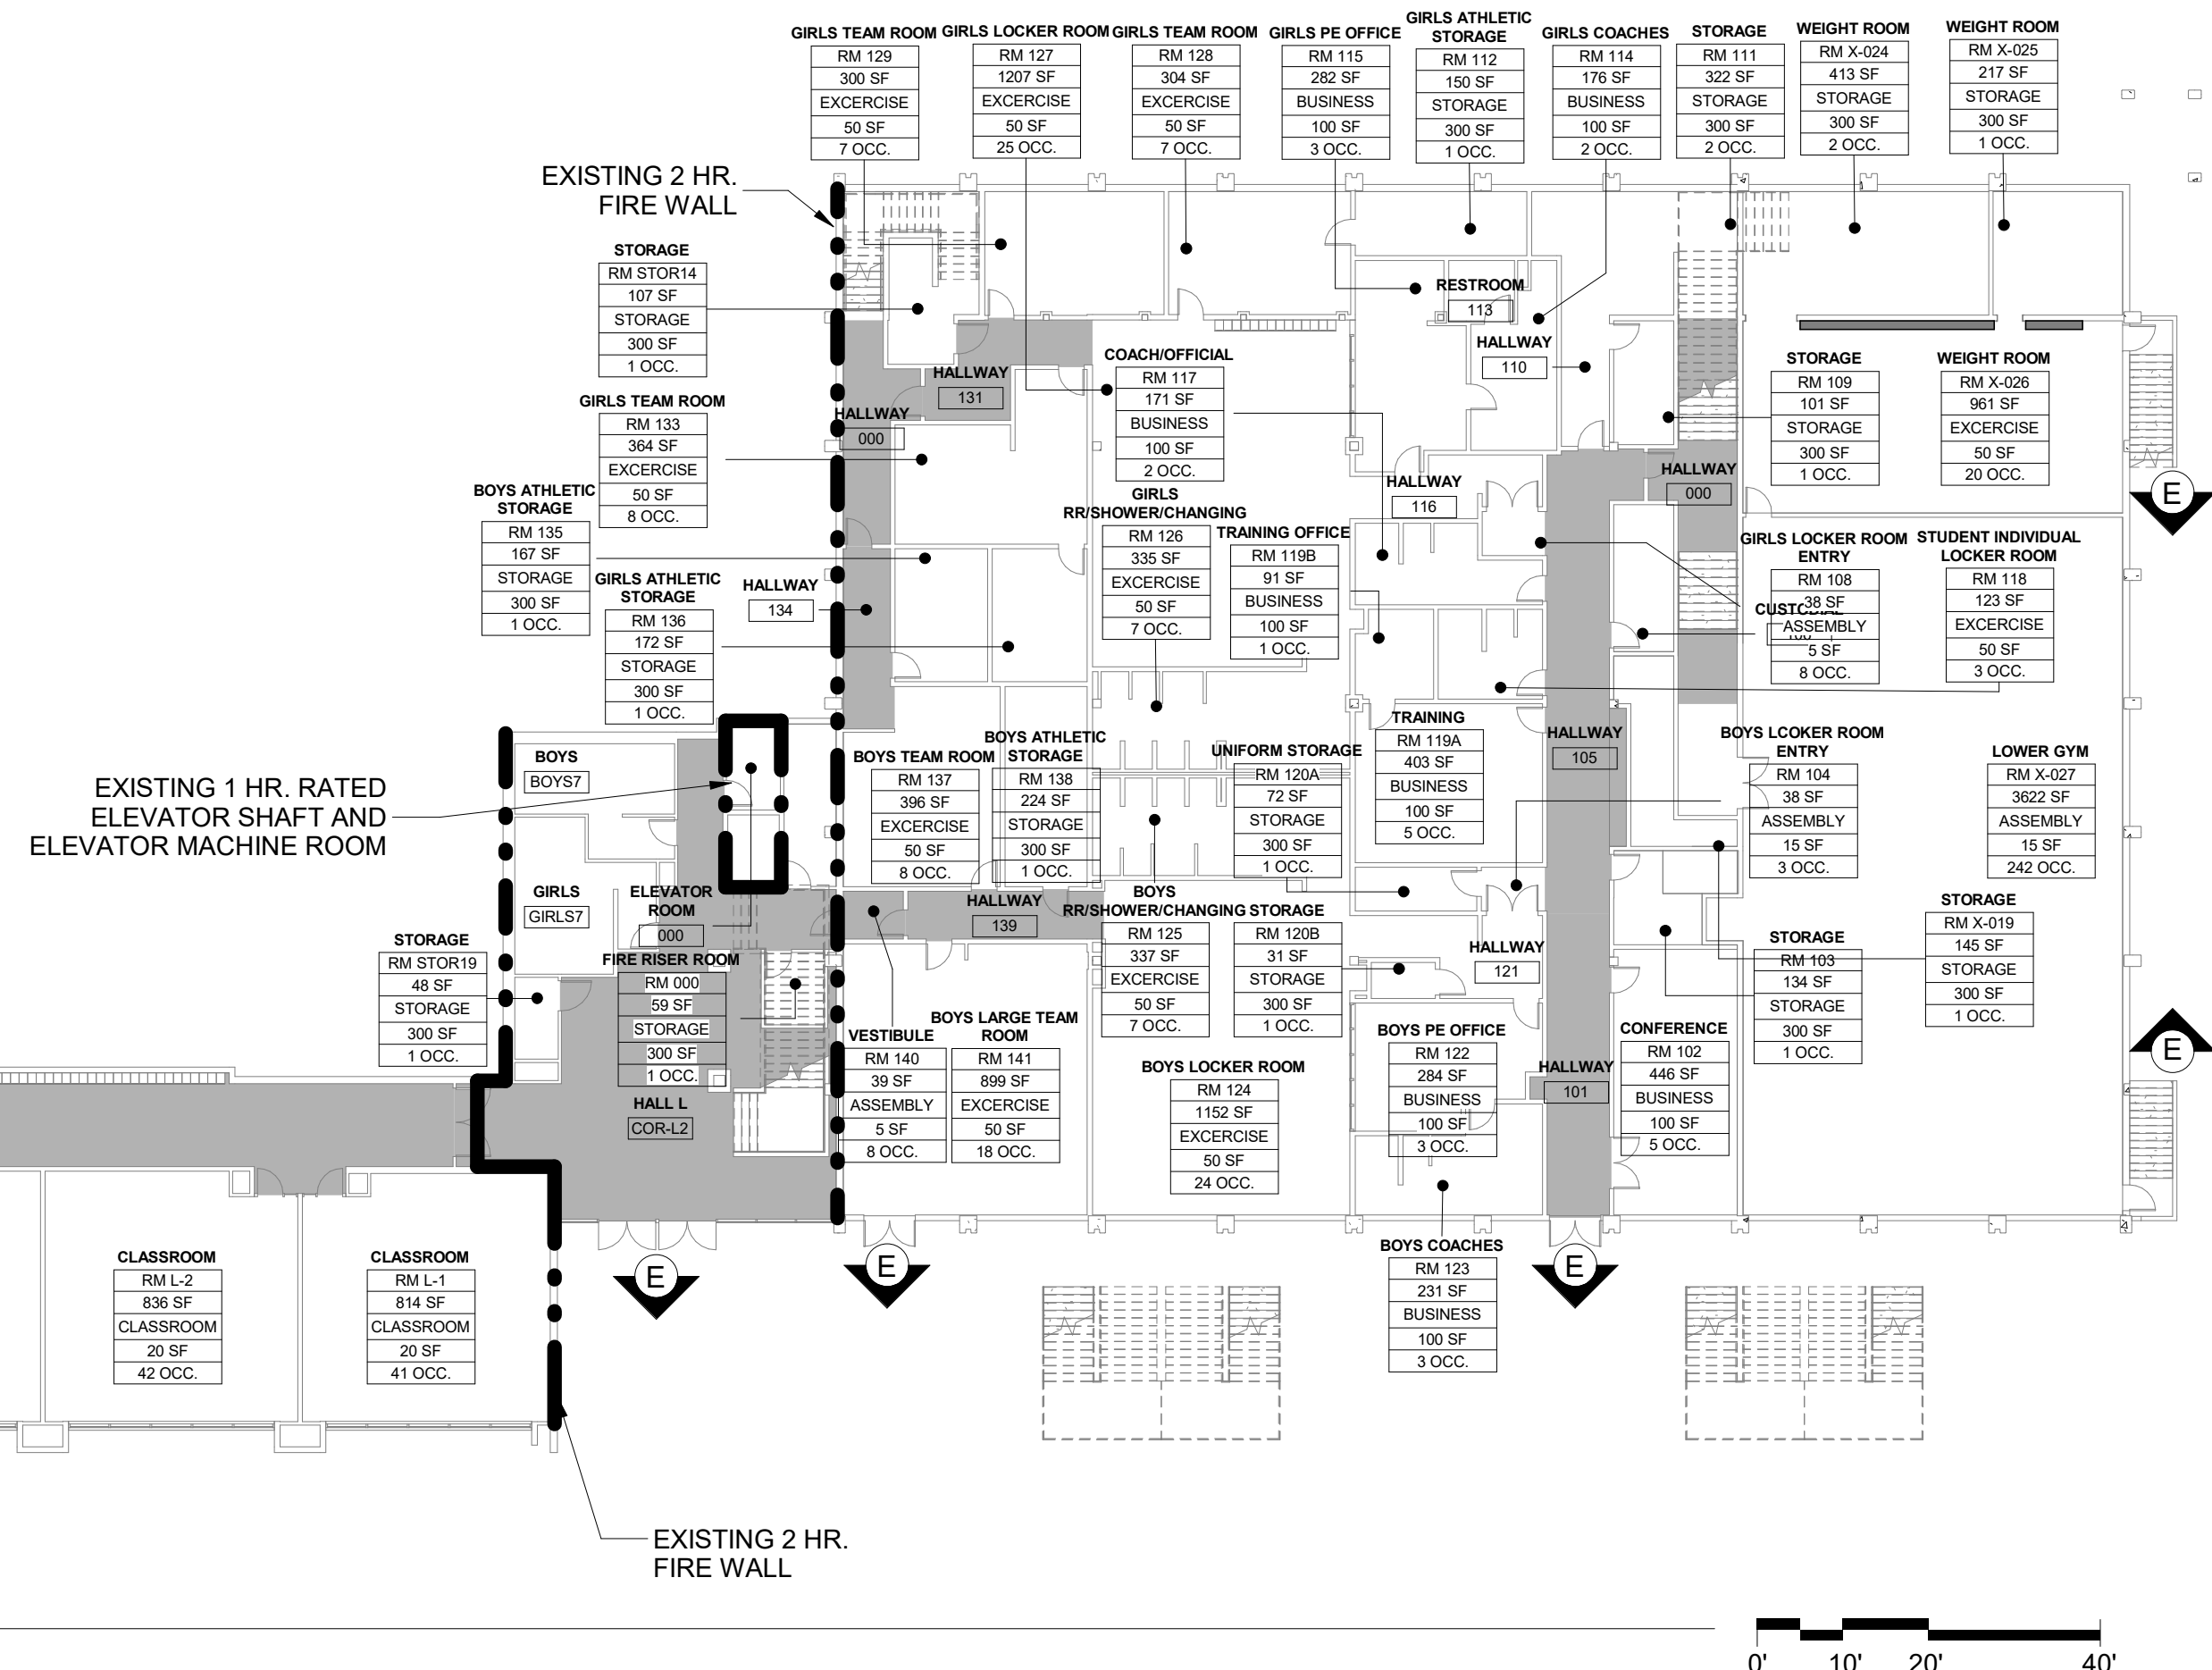 GIRLS TEAM ROOM
RM 129
300 SF
EXCERCISE
50 SF
7 OCC.
GIRLS LOCKER ROOM
RM 127
1207 SF
EXCERCISE
50 SF
25 OCC.
GIRLS TEAM ROOM
RM 128
304 SF
EXCERCISE
50 SF
7 OCC.
GIRLS PE OFFICE
RM 115
282 SF
BUSINESS
100 SF
3 OCC.
GIRLS ATHLETIC
STORAGE
RM 112
150 SF
STORAGE
300 SF
1 OCC.
GIRLS COACHES
RM 114
176 SF
BUSINESS
100 SF
2 OCC.
STORAGE
RM 111
322 SF
STORAGE
300 SF
2 OCC.
WEIGHT ROOM
RM X-024
413 SF
STORAGE
300 SF
2 OCC.
WEIGHT ROOM
RM X-025
217 SF
STORAGE
300 SF
1 OCC.
EXISTING 2 HR.
FIRE WALL
STORAGE
RM STOR14
107 SF
STORAGE
300 SF
1 OCC.
RESTROOM
113
HALLWAY
110
COACH/OFFICIAL
RM 117
171 SF
BUSINESS
100 SF
2 OCC.
HALLWAY
131
HALLWAY
000
STORAGE
RM 109
101 SF
STORAGE
300 SF
1 OCC.
WEIGHT ROOM
RM X-026
961 SF
EXCERCISE
50 SF
20 OCC.
GIRLS TEAM ROOM
RM 133
364 SF
EXCERCISE
50 SF
8 OCC.
HALLWAY
116
HALLWAY
000
E
BOYS ATHLETIC
STORAGE
RM 135
167 SF
STORAGE
300 SF
1 OCC.
GIRLS
RR/SHOWER/CHANGING
RM 126
335 SF
EXCERCISE
50 SF
7 OCC.
TRAINING OFFICE
RM 119B
91 SF
BUSINESS
100 SF
1 OCC.
GIRLS LOCKER ROOM
ENTRY
RM 108
38 SF
ASSEMBLY
5 SF
8 OCC.
CUSTODIAL
STUDENT INDIVIDUAL
LOCKER ROOM
RM 118
123 SF
EXCERCISE
50 SF
3 OCC.
GIRLS ATHLETIC
STORAGE
RM 136
172 SF
STORAGE
300 SF
1 OCC.
HALLWAY
134
EXISTING 1 HR. RATED
ELEVATOR SHAFT AND
ELEVATOR MACHINE ROOM
BOYS
BOYS7
BOYS TEAM ROOM
RM 137
396 SF
EXCERCISE
50 SF
8 OCC.
BOYS ATHLETIC
STORAGE
RM 138
224 SF
STORAGE
300 SF
1 OCC.
UNIFORM STORAGE
RM 120A
72 SF
STORAGE
300 SF
1 OCC.
TRAINING
RM 119A
403 SF
BUSINESS
100 SF
5 OCC.
HALLWAY
105
BOYS LCOKER ROOM
ENTRY
RM 104
38 SF
ASSEMBLY
15 SF
3 OCC.
LOWER GYM
RM X-027
3622 SF
ASSEMBLY
15 SF
242 OCC.
GIRLS
GIRLS7
ELEVATOR
ROOM
000
HALLWAY
139
BOYS
RR/SHOWER/CHANGING
RM 125
337 SF
EXCERCISE
50 SF
7 OCC.
STORAGE
RM 120B
31 SF
STORAGE
300 SF
1 OCC.
HALLWAY
121
STORAGE
RM 103
134 SF
STORAGE
300 SF
1 OCC.
STORAGE
RM X-019
145 SF
STORAGE
300 SF
1 OCC.
STORAGE
RM STOR19
48 SF
STORAGE
300 SF
1 OCC.
FIRE RISER ROOM
RM 000
59 SF
STORAGE
300 SF
1 OCC.
HALL L
COR-L2
VESTIBULE
RM 140
39 SF
ASSEMBLY
5 SF
8 OCC.
BOYS LARGE TEAM
ROOM
RM 141
899 SF
EXCERCISE
50 SF
18 OCC.
BOYS LOCKER ROOM
RM 124
1152 SF
EXCERCISE
50 SF
24 OCC.
BOYS PE OFFICE
RM 122
284 SF
BUSINESS
100 SF
3 OCC.
HALLWAY
101
CONFERENCE
RM 102
446 SF
BUSINESS
100 SF
5 OCC.
E
CLASSROOM
RM L-2
836 SF
CLASSROOM
20 SF
42 OCC.
CLASSROOM
RM L-1
814 SF
CLASSROOM
20 SF
41 OCC.
E
E
E
BOYS COACHES
RM 123
231 SF
BUSINESS
100 SF
3 OCC.
EXISTING 2 HR.
FIRE WALL
0' 10' 20' 40'